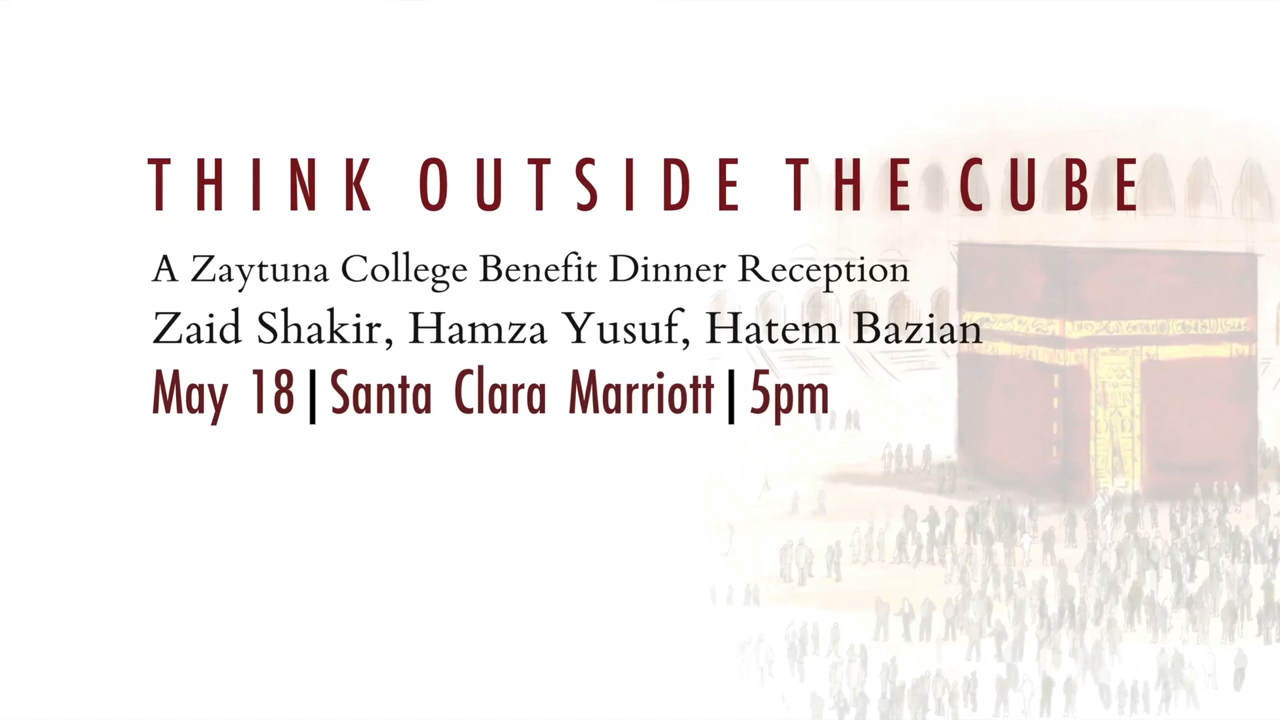 THINK OUTSIDE THE CUBE
A Zaytuna College Benefit Dinner Reception
Zaid Shakir, Hamza Yusuf, Hatem Bazian
May 18 | Santa Clara Marriott | 5pm